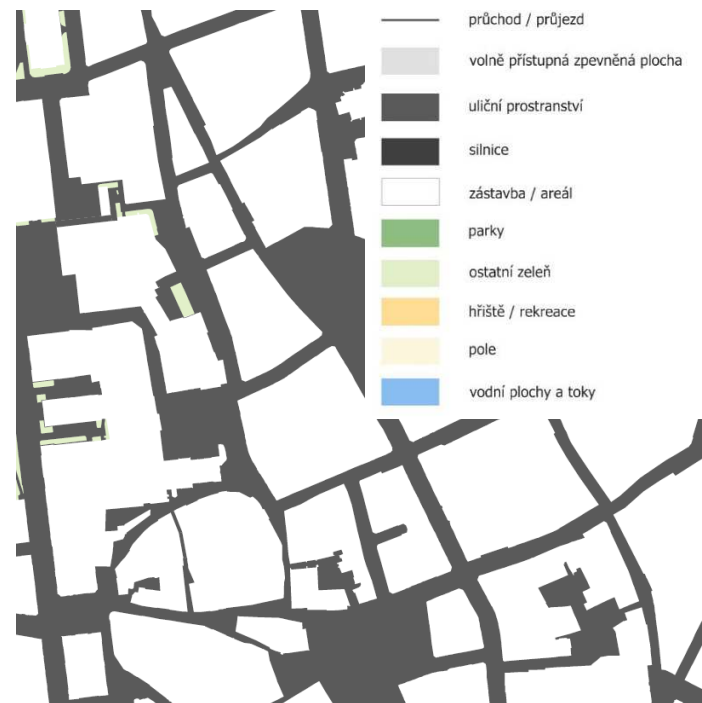 průchod / průjezd
volně přístupná zpevněná plocha
uliční prostranství
silnice
zástavba / areál
parky
ostatní zeleň
hřiště / rekreace
pole
vodní plochy a toky